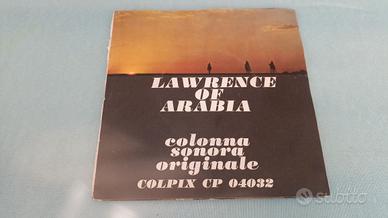 LAWRENCE
OF
ARABIA
colonna
sonora
originale
COLPIX CP 04032
subito